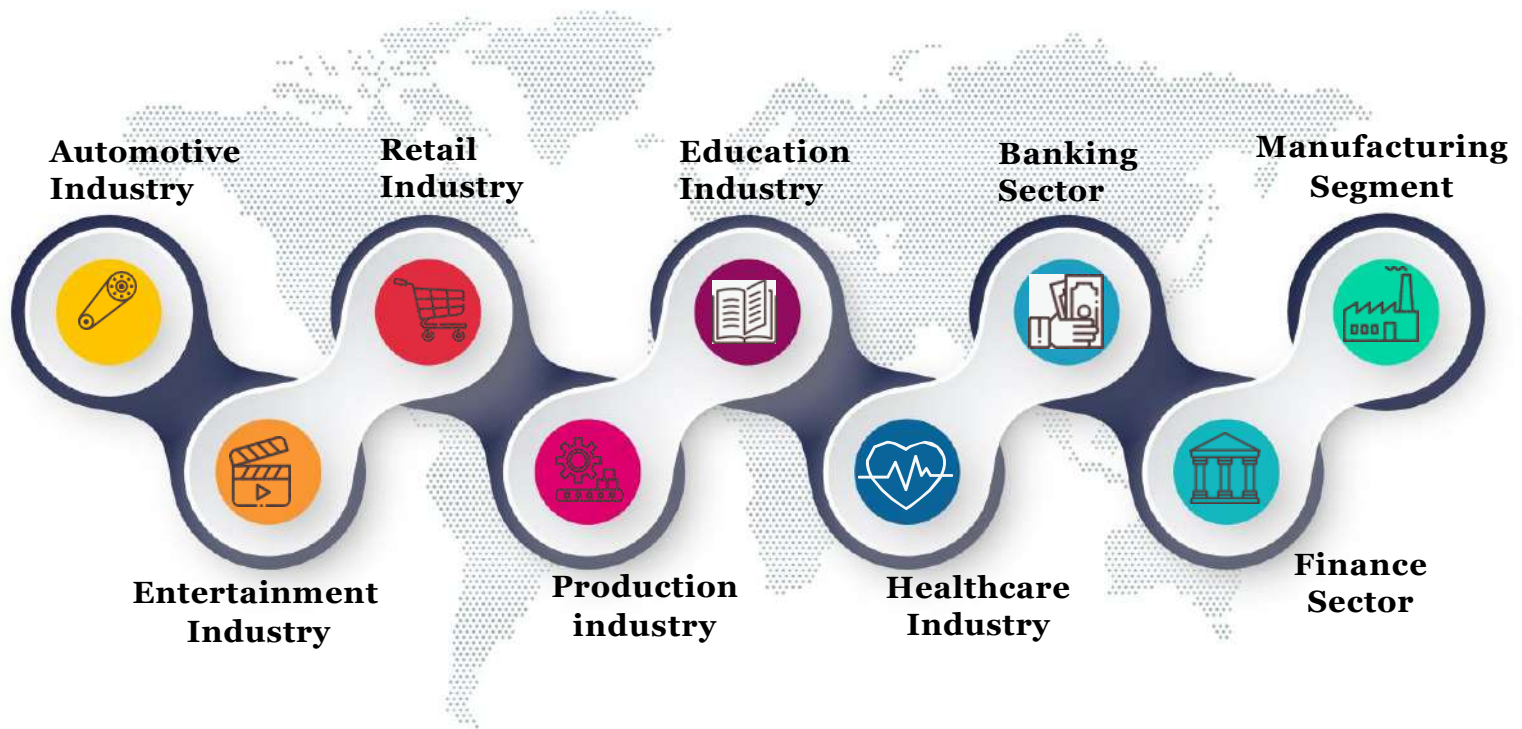 Automotive
Industry
Retail
Industry
Education
Industry
Banking
Sector
Manufacturing
Segment
Entertainment
Industry
Production
industry
Healthcare
Industry
Finance
Sector